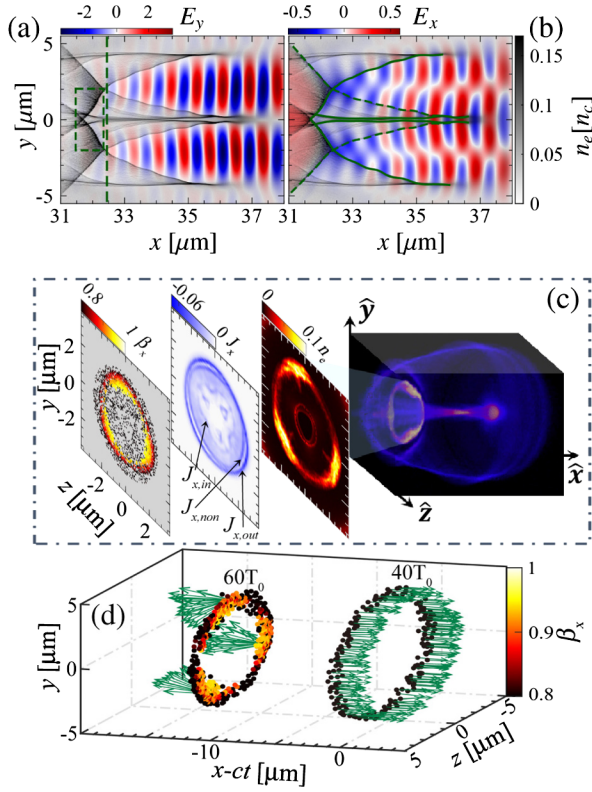 (a)
-2 0 2 E_y
-0.5 0 0.5 E_x
(b)
y [μm]
5
0
-5
31 33 35 37
x [μm]
31 33 35 37
x [μm]
0.15
0.1
0.05
0
n_e[n_c]
(c)
0.8 1 β_x
-0.06 0 J_x
0 0.1 n_e
ŷ
x̂
ẑ
y [μm]
2
0
-2
z [μm]
-2
0
2
J_x,in
J_x,non
J_x,out
(d)
60T_0
40T_0
y [μm]
5
0
-5
-10
0
x-ct [μm]
5
0
-5
z [μm]
1
0.9
0.8
β_x